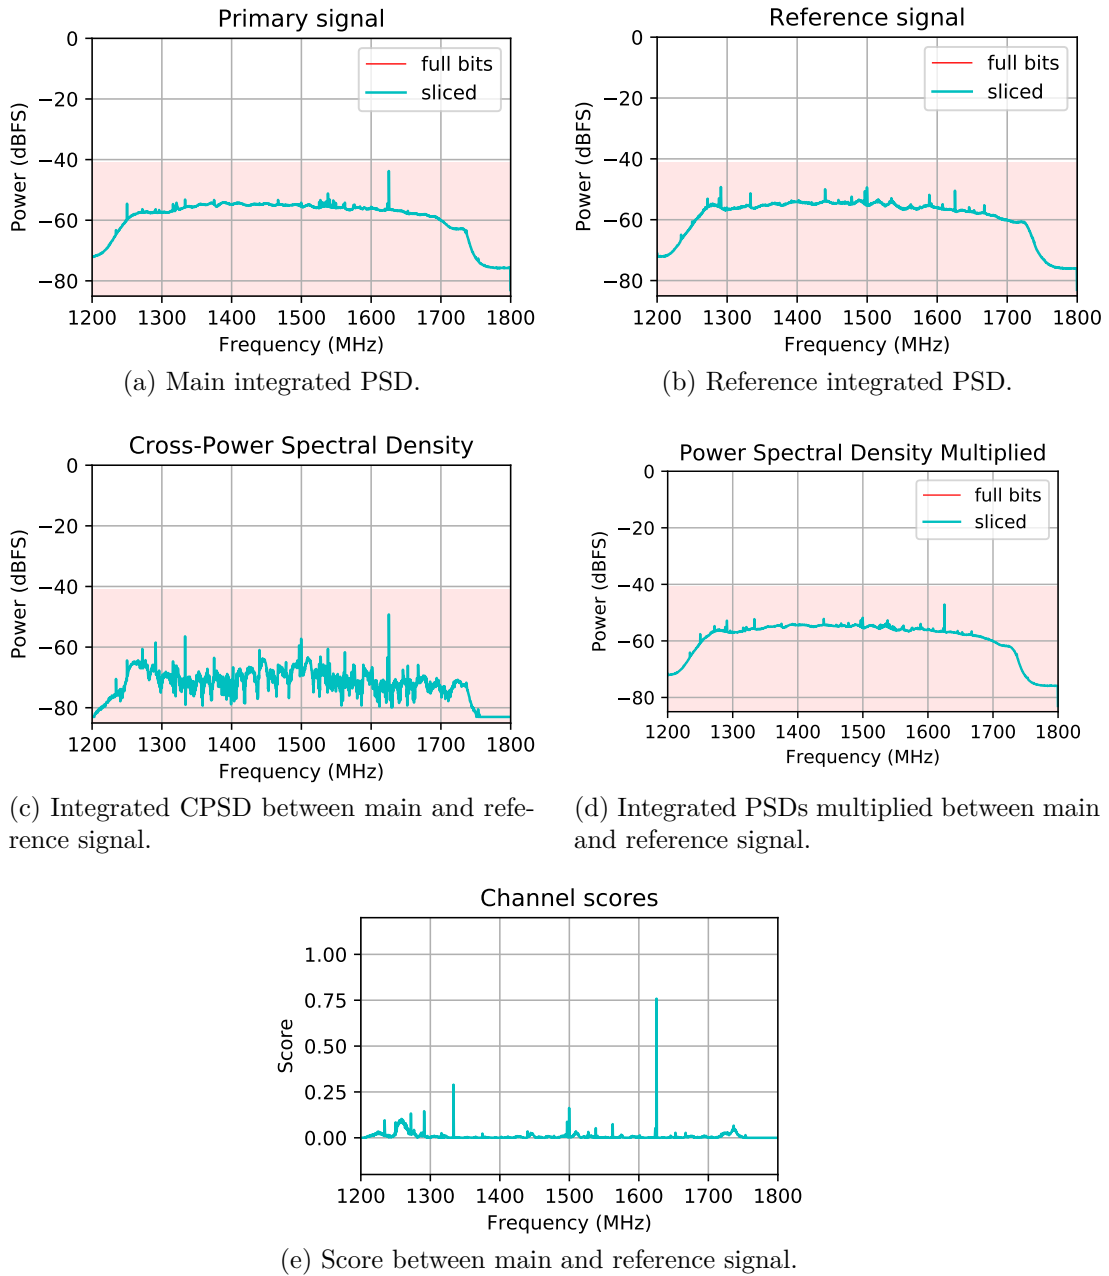 Primary signal
0
−20
−40
−60
−80
Power (dBFS)
full bits
sliced
1200 1300 1400 1500 1600 1700 1800
Frequency (MHz)
(a) Main integrated PSD.
Reference signal
0
−20
−40
−60
−80
Power (dBFS)
full bits
sliced
1200 1300 1400 1500 1600 1700 1800
Frequency (MHz)
(b) Reference integrated PSD.
Cross-Power Spectral Density
0
−20
−40
−60
−80
Power (dBFS)
1200 1300 1400 1500 1600 1700 1800
Frequency (MHz)
(c) Integrated CPSD between main and refe-
rence signal.
Power Spectral Density Multiplied
0
−20
−40
−60
−80
Power (dBFS)
full bits
sliced
1200 1300 1400 1500 1600 1700 1800
Frequency (MHz)
(d) Integrated PSDs multiplied between main
and reference signal.
Channel scores
1.00
0.75
0.50
0.25
0.00
Score
1200 1300 1400 1500 1600 1700 1800
Frequency (MHz)
(e) Score between main and reference signal.